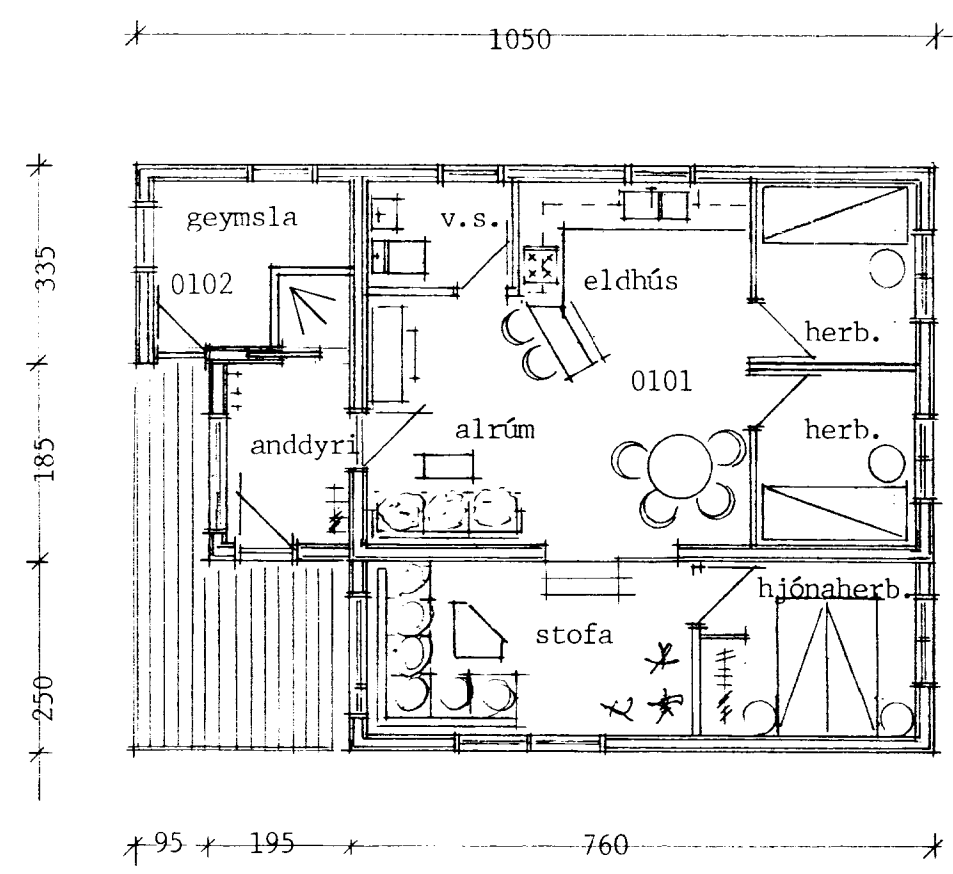 1050
geymsla
v.s.
335
0102
eldhús
herb.
0101
185
anddyri
alrúm
herb.
hjónaherb.
stofa
250
95
195
760